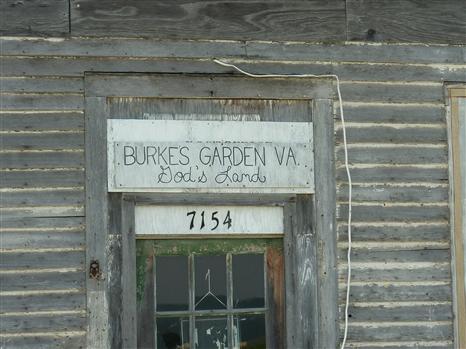 BURKES GARDEN VA.
God's Land
7154